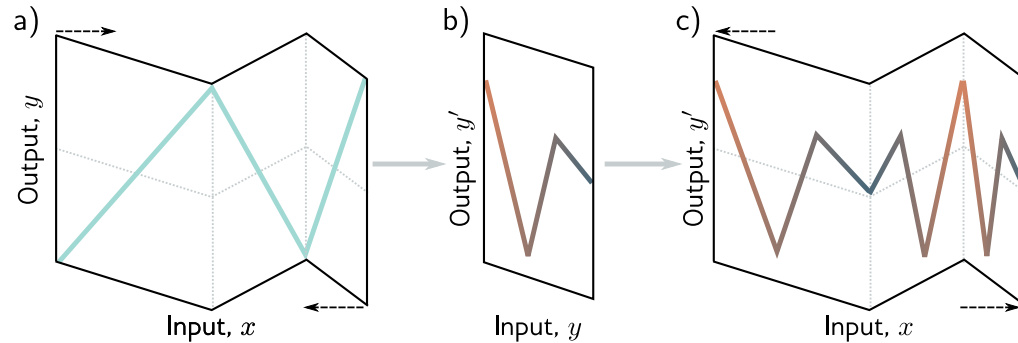 a)
Output, y
Input, x
b)
Output, y′
Input, y
c)
Output, y′
Input, x